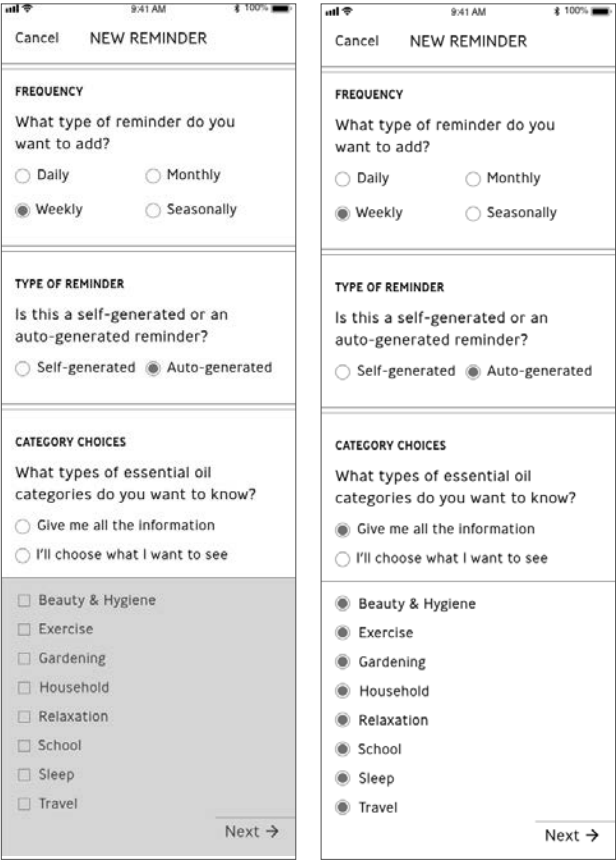 9:41 AM
100%
Cancel NEW REMINDER
FREQUENCY
What type of reminder do you
want to add?
Daily Monthly
Weekly Seasonally
TYPE OF REMINDER
Is this a self-generated or an
auto-generated reminder?
Self-generated Auto-generated
CATEGORY CHOICES
What types of essential oil
categories do you want to know?
Give me all the information
I'll choose what I want to see
Beauty & Hygiene
Exercise
Gardening
Household
Relaxation
School
Sleep
Travel
Next →
9:41 AM
100%
Cancel NEW REMINDER
FREQUENCY
What type of reminder do you
want to add?
Daily Monthly
Weekly Seasonally
TYPE OF REMINDER
Is this a self-generated or an
auto-generated reminder?
Self-generated Auto-generated
CATEGORY CHOICES
What types of essential oil
categories do you want to know?
Give me all the information
I'll choose what I want to see
Beauty & Hygiene
Exercise
Gardening
Household
Relaxation
School
Sleep
Travel
Next →